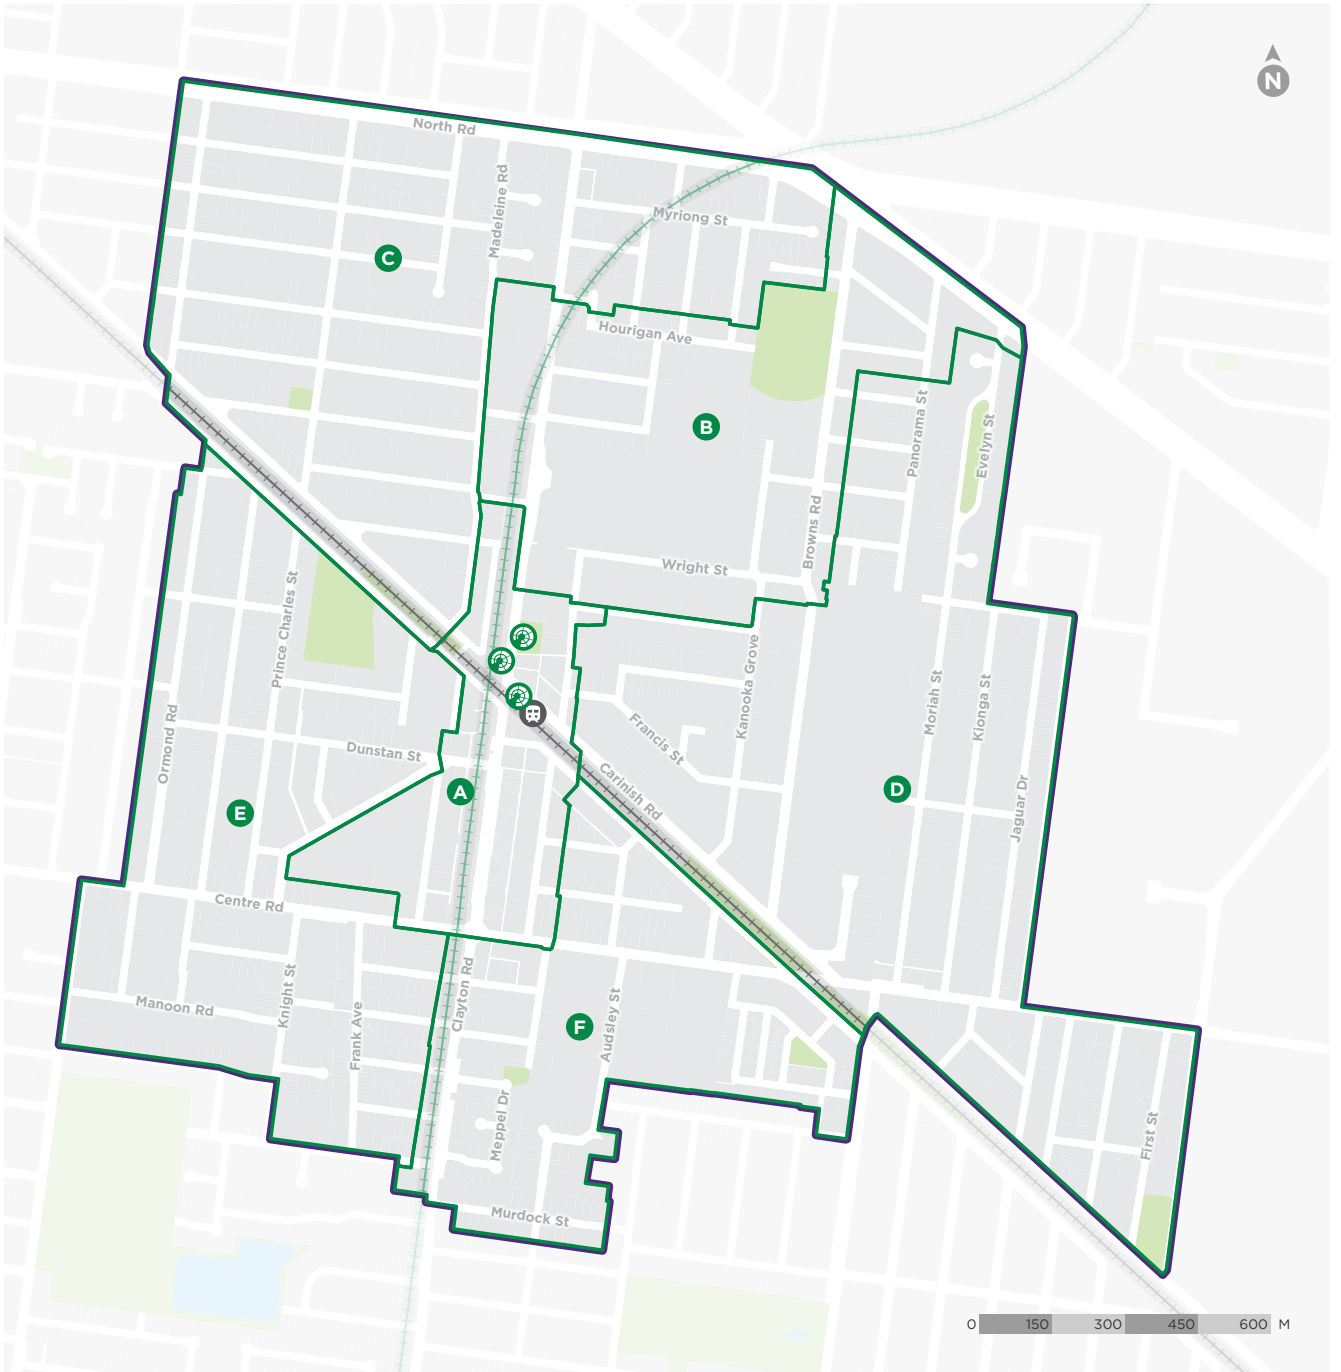 N
North Rd
Madeleine Rd
Myriong St
C
Hourigan Ave
B
Panorama St
Evelyn St
Browns Rd
Wright St
Prince Charles St
Kanooka Grove
Moriah St
Kionga St
Ormond Rd
Francis St
Dunstan St
Carinish Rd
A
D
Jaguar Dr
E
Centre Rd
Knight St
Manoon Rd
Frank Ave
Clayton Rd
F
Audsley St
Meppel Dr
First St
Murdock St
0 150 300 450 600 M